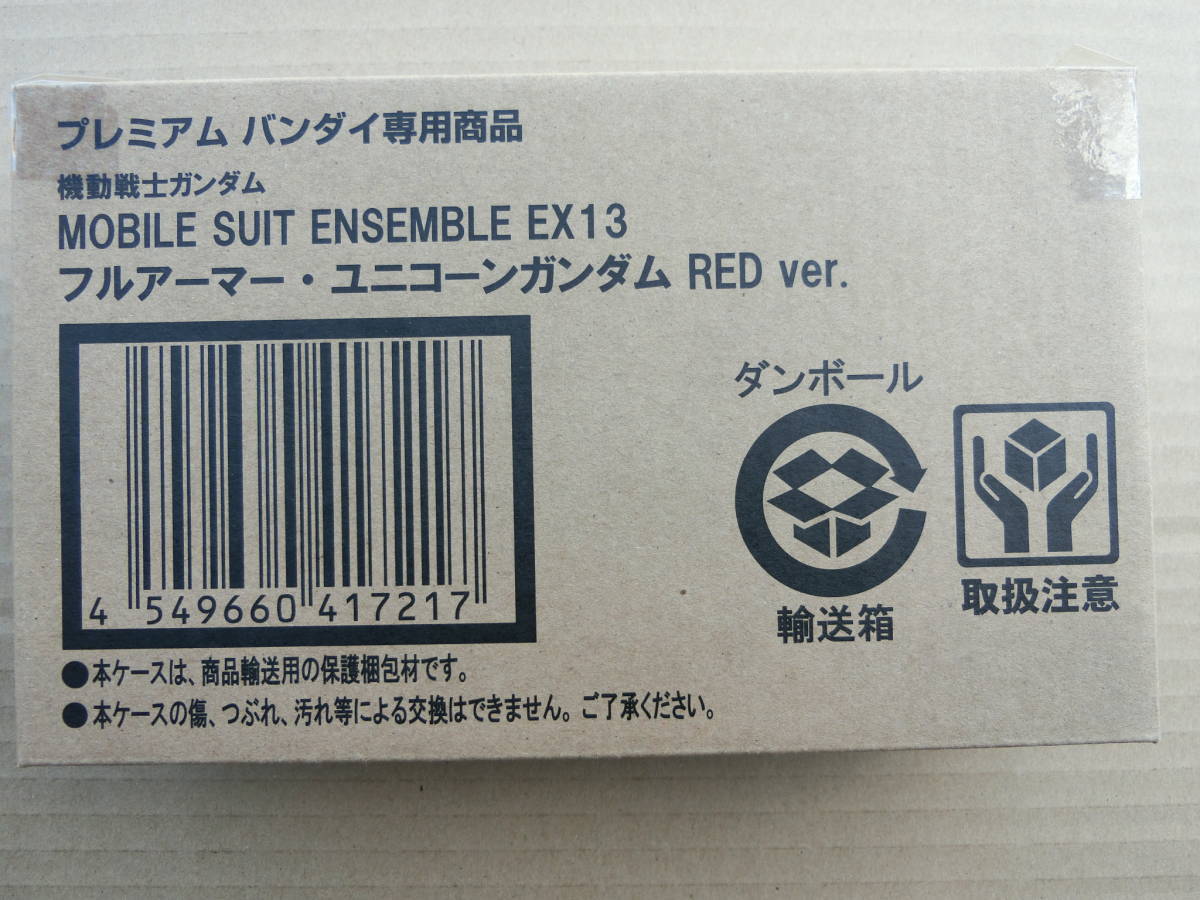 プレミアム バンダイ専用商品
機動戦士ガンダム
MOBILE SUIT ENSEMBLE EX13
フルアーマー・ユニコーンガンダム RED ver.
4 549660 417217
ダンボール
輸送箱
取扱注意
●本ケースは、商品輸送用の保護梱包材です。
●本ケースの傷、つぶれ、汚れ等による交換はできません。ご了承ください。